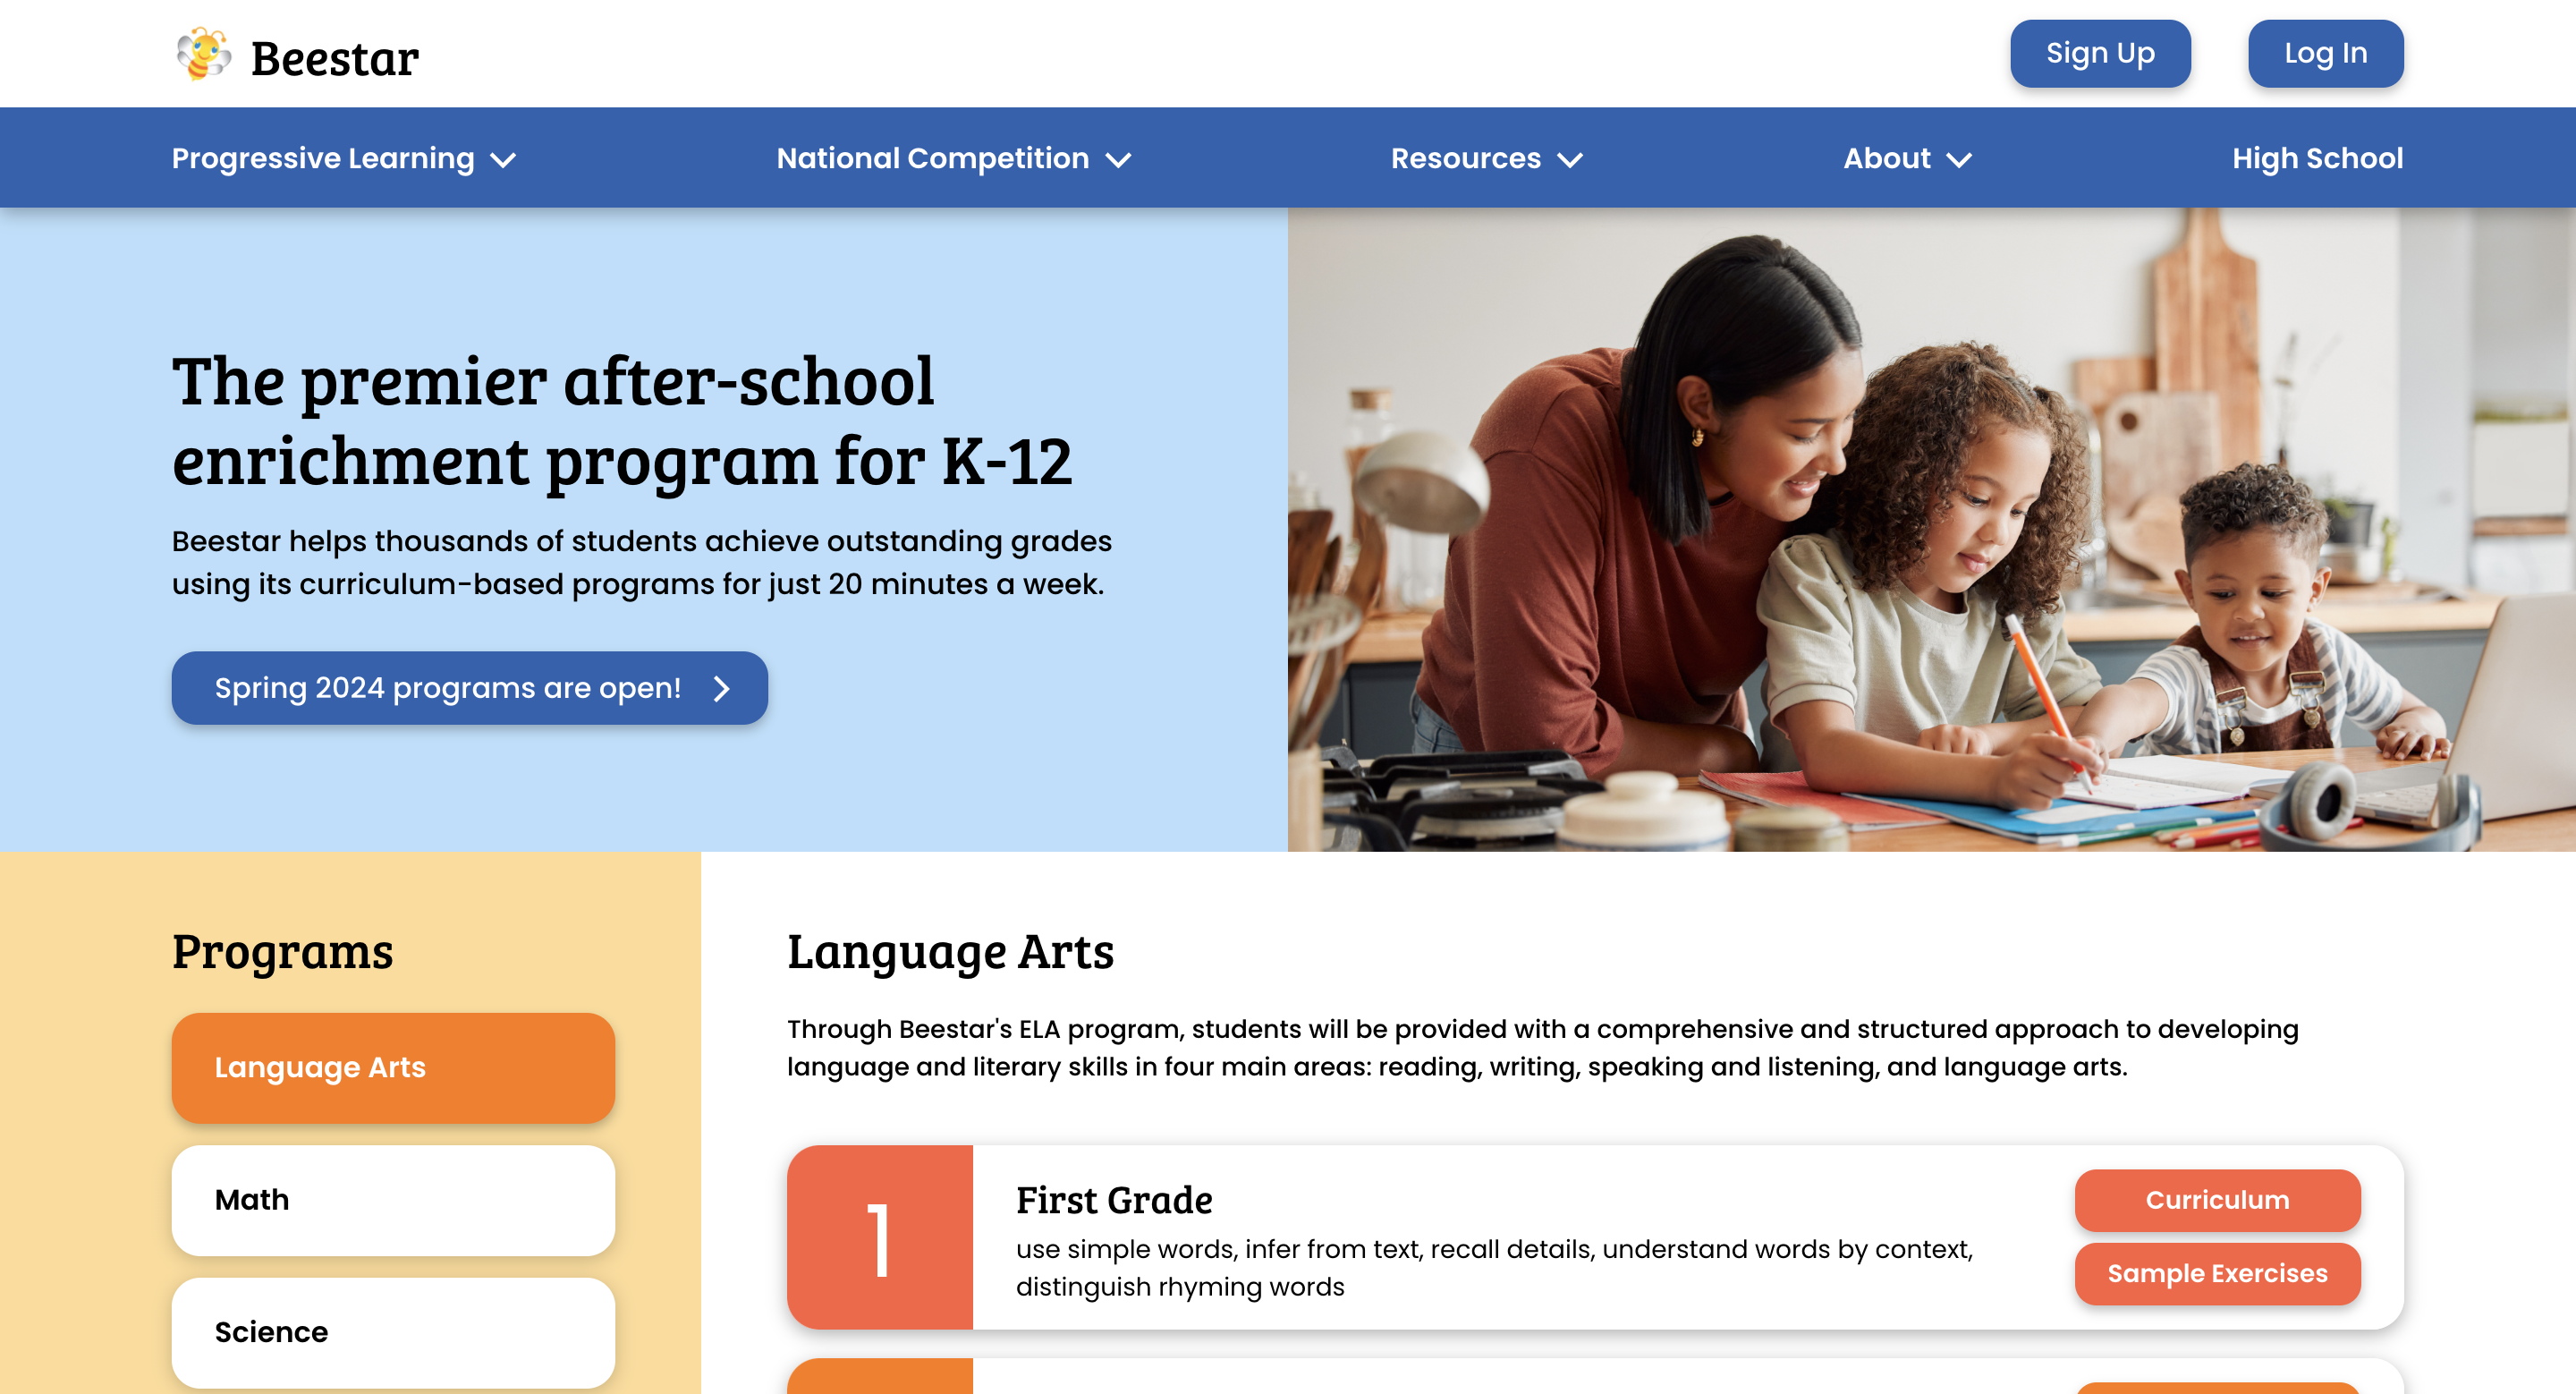 Beestar
Sign Up
Log In
Progressive Learning
National Competition
Resources
About
High School
The premier after-school
enrichment program for K-12
Beestar helps thousands of students achieve outstanding grades
using its curriculum-based programs for just 20 minutes a week.
Spring 2024 programs are open!
Programs
Language Arts
Math
Science
Language Arts
Through Beestar's ELA program, students will be provided with a comprehensive and structured approach to developing
language and literary skills in four main areas: reading, writing, speaking and listening, and language arts.
1
First Grade
use simple words, infer from text, recall details, understand words by context,
distinguish rhyming words
Curriculum
Sample Exercises